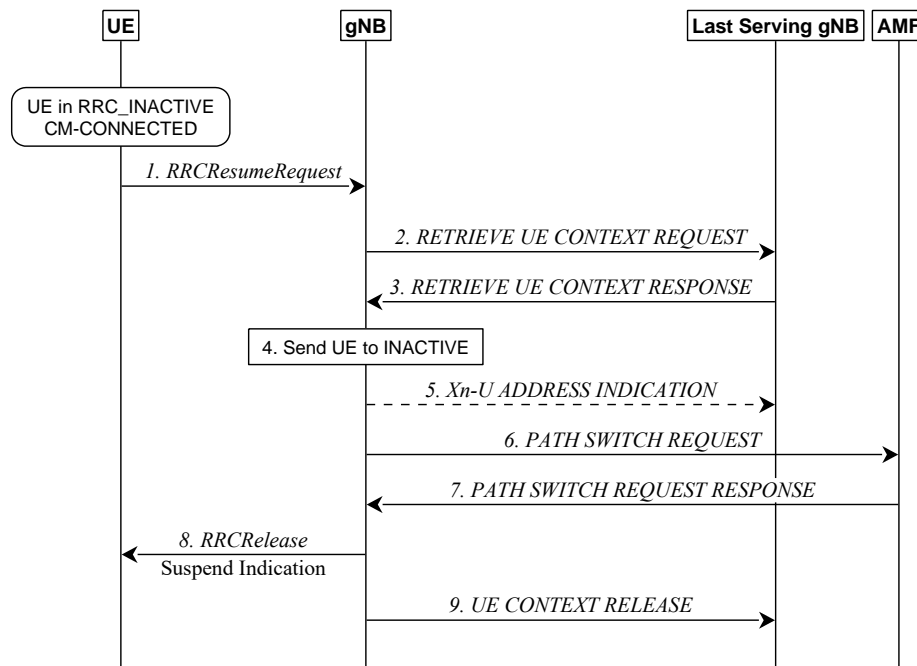 UE
gNB
Last Serving gNB
AMF
UE in RRC_INACTIVE
CM-CONNECTED
1. RRCResumeRequest
2. RETRIEVE UE CONTEXT REQUEST
3. RETRIEVE UE CONTEXT RESPONSE
4. Send UE to INACTIVE
5. Xn-U ADDRESS INDICATION
6. PATH SWITCH REQUEST
7. PATH SWITCH REQUEST RESPONSE
8. RRCRelease
Suspend Indication
9. UE CONTEXT RELEASE